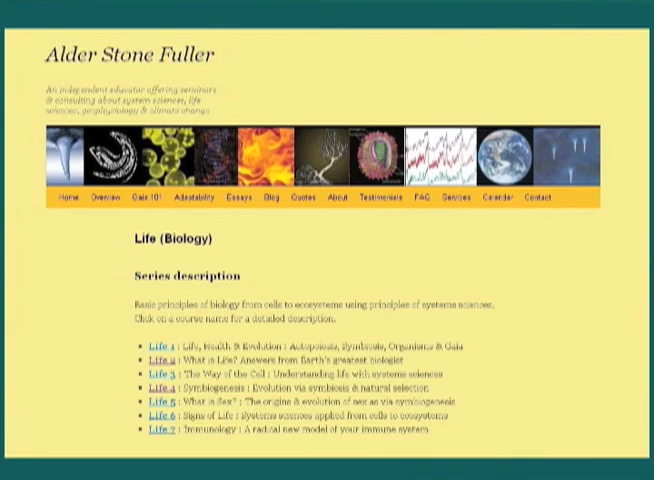 Alder Stone Fuller
An independent educator offering seminars
& consulting about system sciences, life
sciences, geophysiology & climate change
Home Overview Gaia 101 Adaptability Essays Blog Quotes About Testimonials FAQ Services Calendar Contact
Life (Biology)
Series description
Basic principles of biology from cells to ecosystems using principles of systems sciences.
Click on a course name for a detailed description.
Life 1 : Life, Health & Evolution : Autopoiesis, Symbiosis, Organisms & Gaia
Life 2 : What is Life? Answers from Earth's greatest biologist
Life 3 : The Way of the Cell : Understanding life with systems sciences
Life 4 : Symbiogenesis : Evolution via symbiosis & natural selection
Life 5 : What is Sex? : The origins & evolution of sex as via symbiogenesis
Life 6 : Signs of Life : Systems sciences applied from cells to ecosystems
Life 7 : Immunology : A radical new model of your immune system